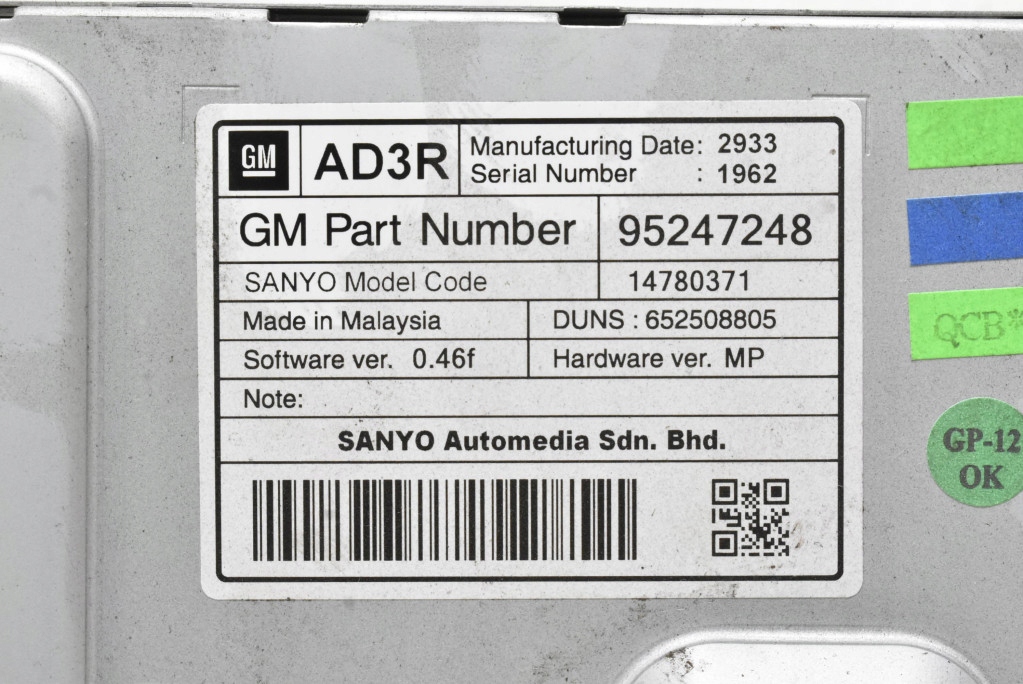 GM
AD3R
Manufacturing Date: 2933
Serial Number : 1962
GM Part Number 95247248
SANYO Model Code 14780371
Made in Malaysia DUNS : 652508805
Software ver. 0.46f Hardware ver. MP
Note:
SANYO Automedia Sdn. Bhd.
QCB*
GP-12
OK